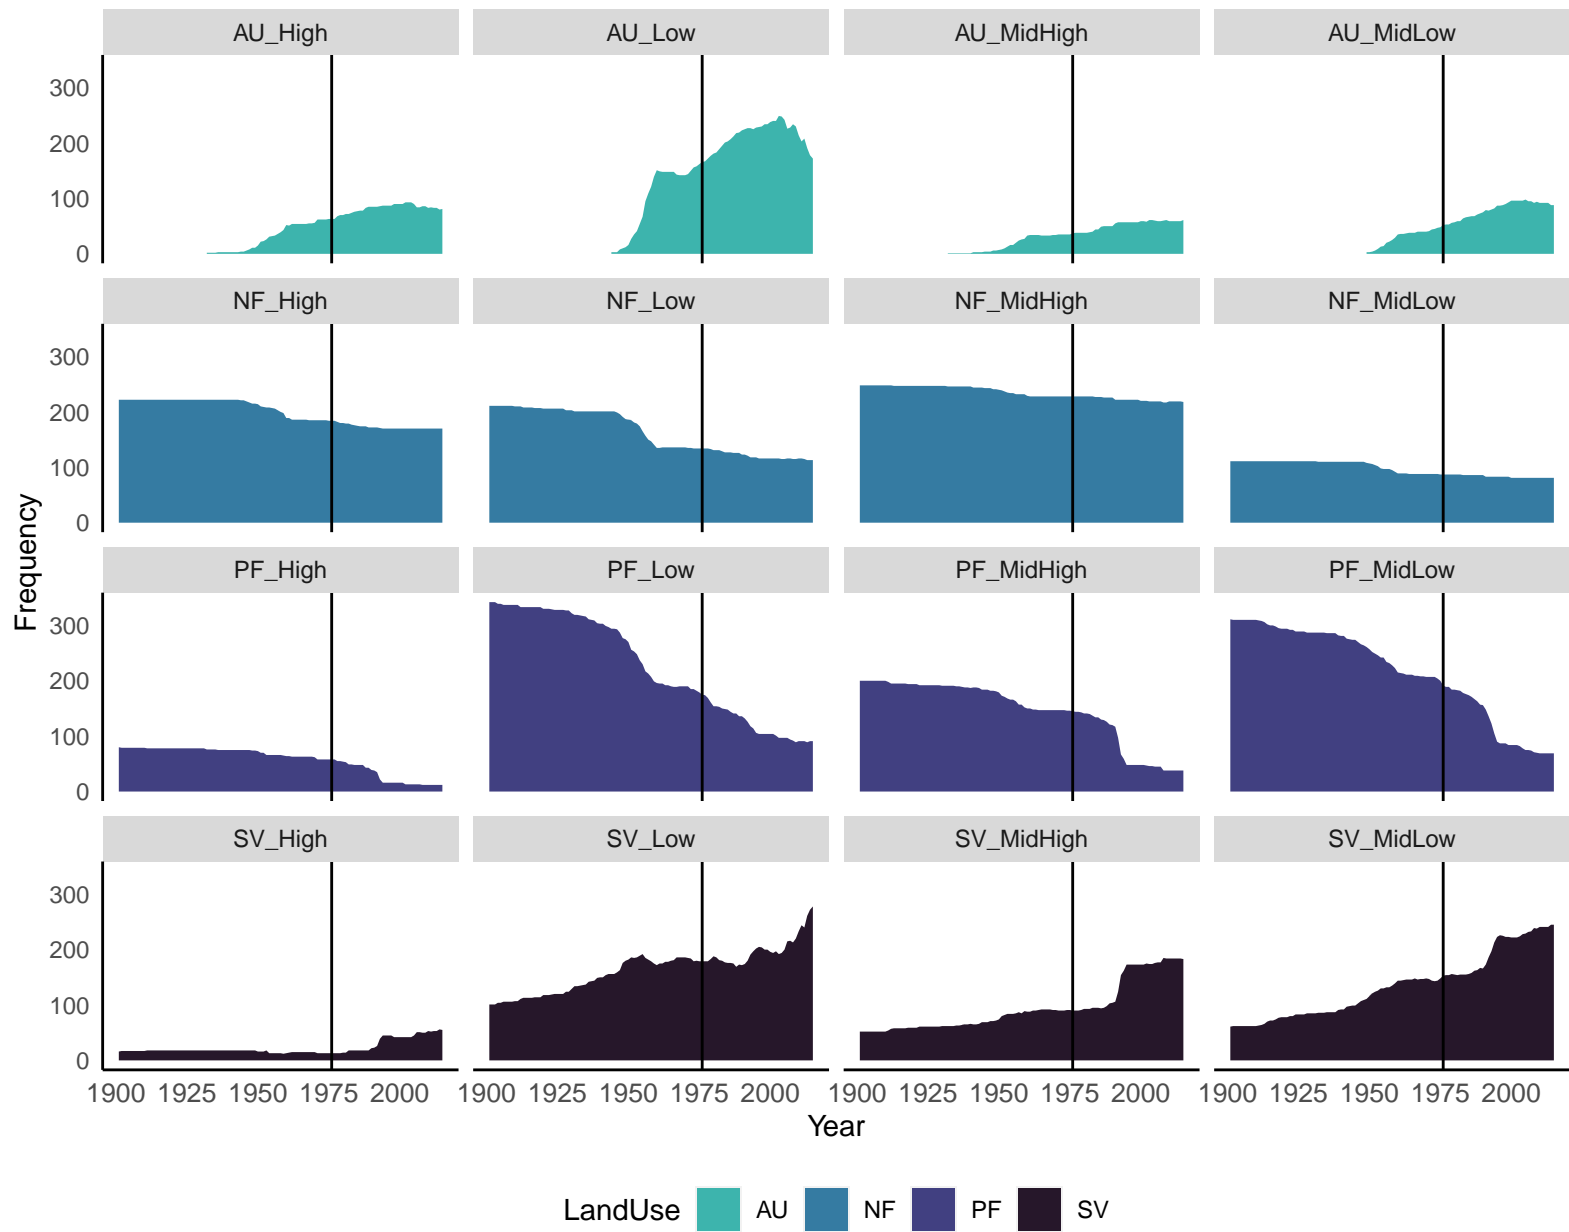 AU_High AU_Low AU_MidHigh AU_MidLow
300
200
100
0
NF_High NF_Low NF_MidHigh NF_MidLow
300
200
100
0
PF_High PF_Low PF_MidHigh PF_MidLow
300
200
100
0
SV_High SV_Low SV_MidHigh SV_MidLow
300
200
100
0
Frequency
1900 1925 1950 1975 2000 1900 1925 1950 1975 2000 1900 1925 1950 1975 2000 1900 1925 1950 1975 2000
Year
LandUse AU NF PF SV